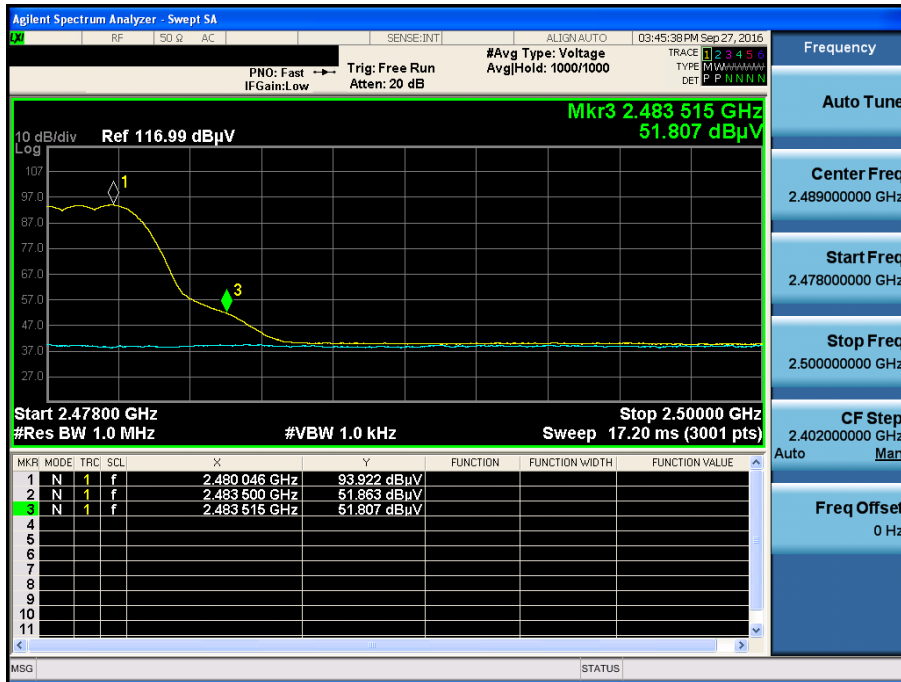 Agilent Spectrum Analyzer - Swept SA
LXI RF 50 Ω AC SENSE:INT ALIGNAUTO 03:45:38 PM Sep 27, 2016
PNO: Fast Trig: Free Run #Avg Type: Voltage TRACE 1 2 3 4 5 6
IFGain:Low Atten: 20 dB Avg|Hold: 1000/1000 TYPE M
DET P P N N N N
Mkr3 2.483 515 GHz
51.807 dBµV
10 dB/div Ref 116.99 dBµV
Log
107
97.0
87.0
77.0
67.0
57.0
47.0
37.0
27.0
1
3
Start 2.47800 GHz Stop 2.50000 GHz
#Res BW 1.0 MHz #VBW 1.0 kHz Sweep 17.20 ms (3001 pts)
MKR MODE TRC SCL X Y FUNCTION FUNCTION WIDTH FUNCTION VALUE
1 N 1 f 2.480 046 GHz 93.922 dBµV
2 N 1 f 2.483 500 GHz 51.863 dBµV
3 N 1 f 2.483 515 GHz 51.807 dBµV
4
5
6
7
8
9
10
11
MSG STATUS
Frequency
Auto Tune
Center Freq
2.489000000 GHz
Start Freq
2.478000000 GHz
Stop Freq
2.500000000 GHz
CF Step
2.402000000 GHz
Auto Man
Freq Offset
0 Hz